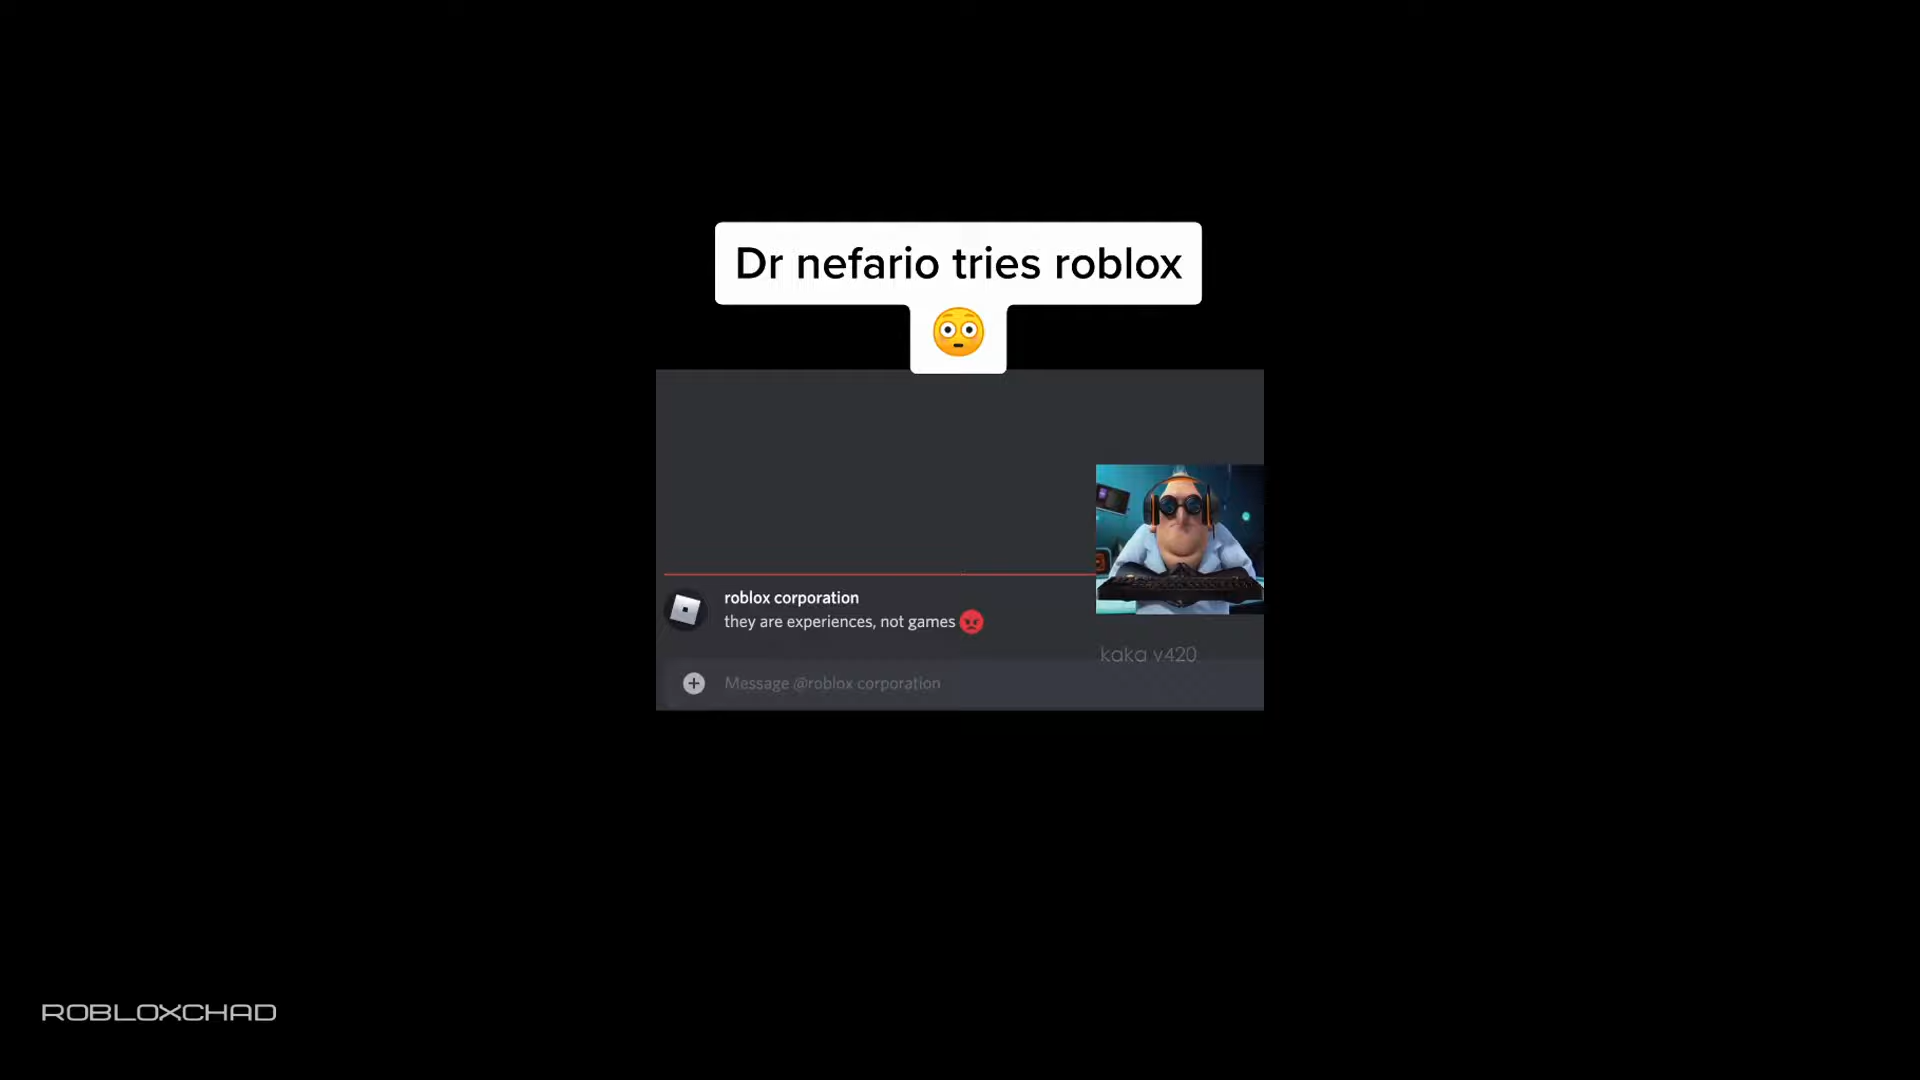 Dr nefario tries roblox
😳
roblox corporation
they are experiences, not games 😡
kaka v420
Message @roblox corporation
ROBLOXCHAD